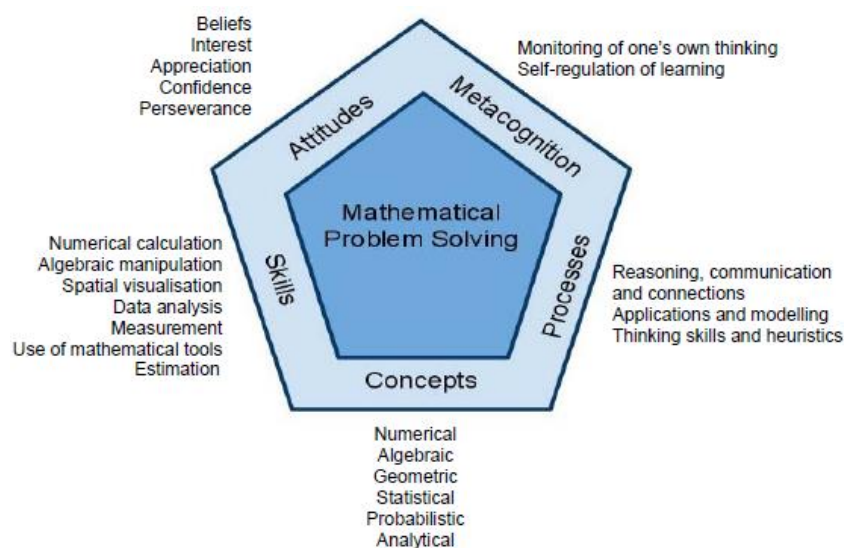 Beliefs
Interest
Appreciation
Confidence
Perseverance
Monitoring of one's own thinking
Self-regulation of learning
Attitudes
Metacognition
Mathematical
Problem Solving
Numerical calculation
Algebraic manipulation
Spatial visualisation
Data analysis
Measurement
Use of mathematical tools
Estimation
Skills
Processes
Reasoning, communication
and connections
Applications and modelling
Thinking skills and heuristics
Concepts
Numerical
Algebraic
Geometric
Statistical
Probabilistic
Analytical